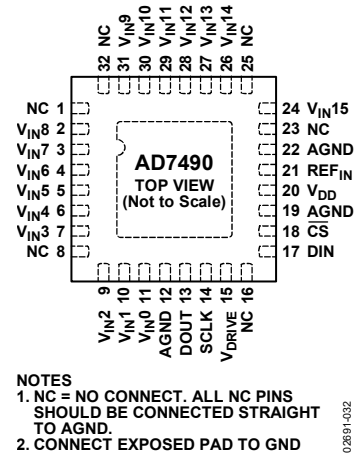 32 NC
31 VIN9
30 VIN10
29 VIN11
28 VIN12
27 VIN13
26 VIN14
25 NC
NC 1
VIN8 2
VIN7 3
VIN6 4
VIN5 5
VIN4 6
VIN3 7
NC 8
AD7490
TOP VIEW
(Not to Scale)
24 VIN15
23 NC
22 AGND
21 REFIN
20 VDD
19 AGND
18 C̅S̅
17 DIN
VIN2 9
VIN1 10
VIN0 11
AGND 12
DOUT 13
SCLK 14
VDRIVE 15
NC 16
NOTES
1. NC = NO CONNECT. ALL NC PINS
SHOULD BE CONNECTED STRAIGHT
TO AGND.
2. CONNECT EXPOSED PAD TO GND
02691-032